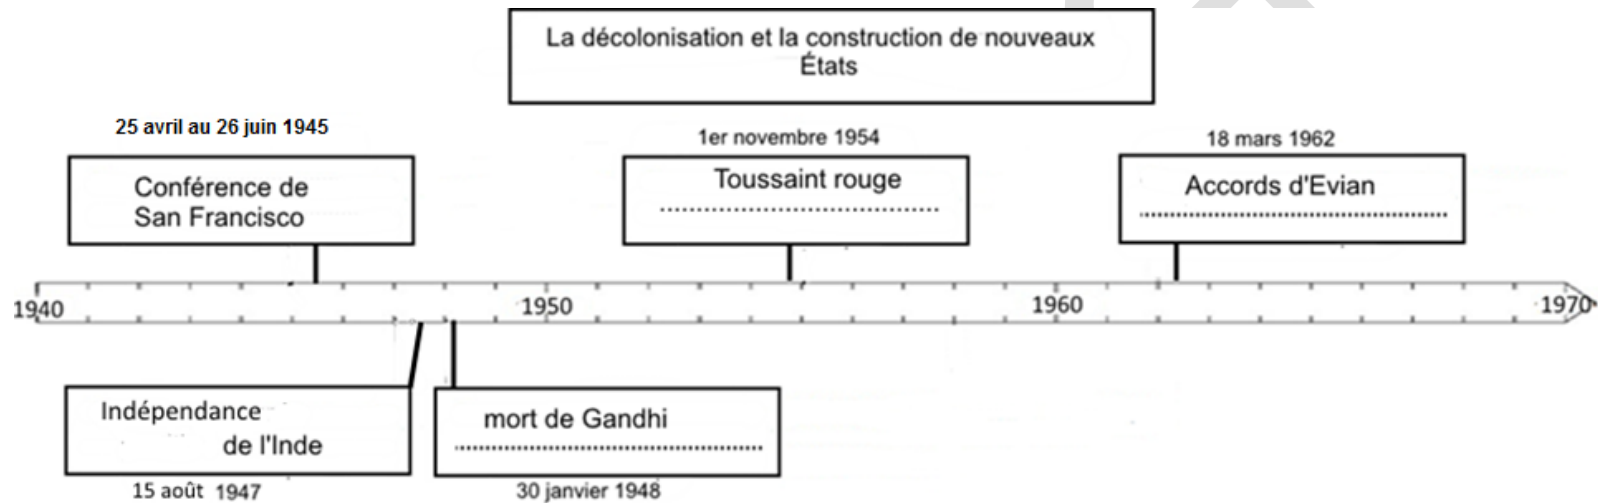 La décolonisation et la construction de nouveaux
États
25 avril au 26 juin 1945
Conférence de
San Francisco
1er novembre 1954
Toussaint rouge
18 mars 1962
Accords d'Evian
1940
1950
1960
1970
Indépendance
de l'Inde
15 août 1947
mort de Gandhi
30 janvier 1948